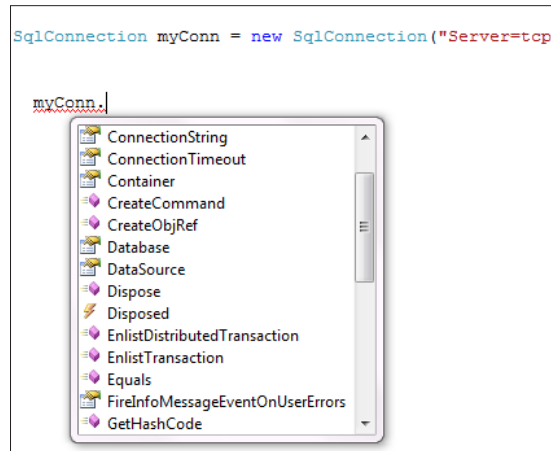 SqlConnection myConn = new SqlConnection("Server=tcp
myConn.
ConnectionString
ConnectionTimeout
Container
CreateCommand
CreateObjRef
Database
DataSource
Dispose
Disposed
EnlistDistributedTransaction
EnlistTransaction
Equals
FireInfoMessageEventOnUserErrors
GetHashCode